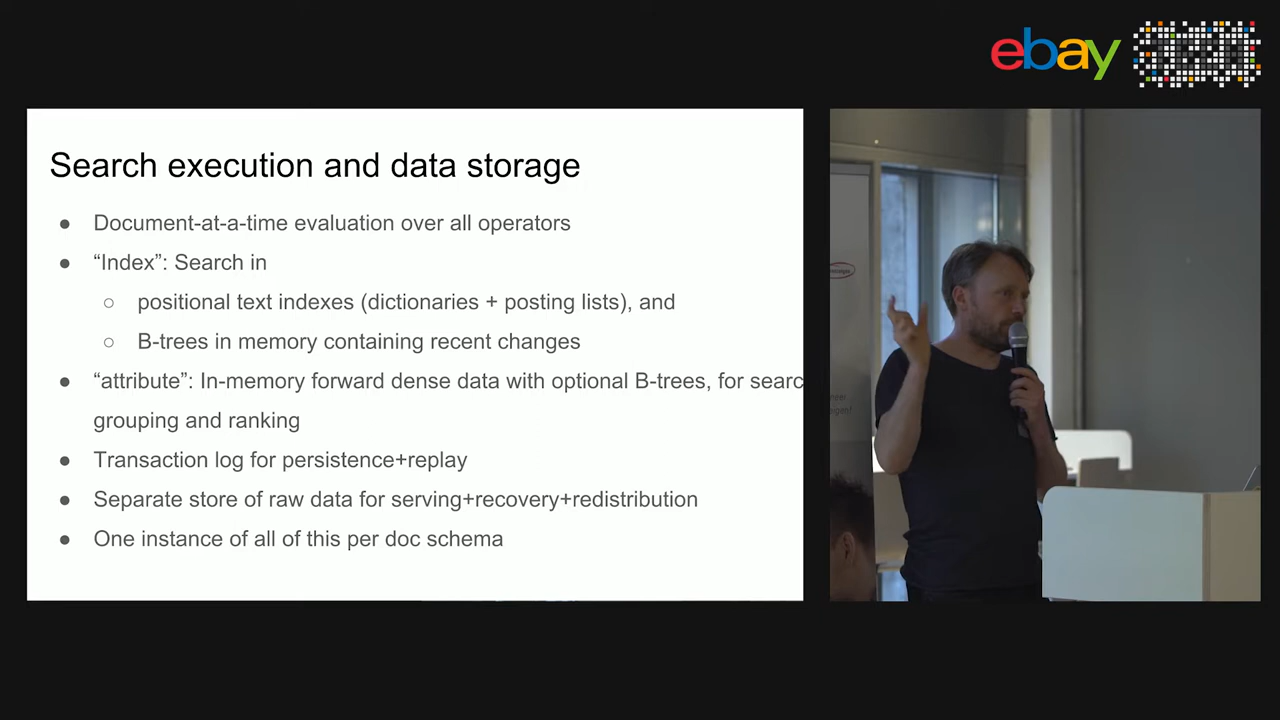 ebay
Search execution and data storage
● Document-at-a-time evaluation over all operators
● “Index”: Search in
○ positional text indexes (dictionaries + posting lists), and
○ B-trees in memory containing recent changes
● “attribute”: In-memory forward dense data with optional B-trees, for searc
grouping and ranking
● Transaction log for persistence+replay
● Separate store of raw data for serving+recovery+redistribution
● One instance of all of this per doc schema